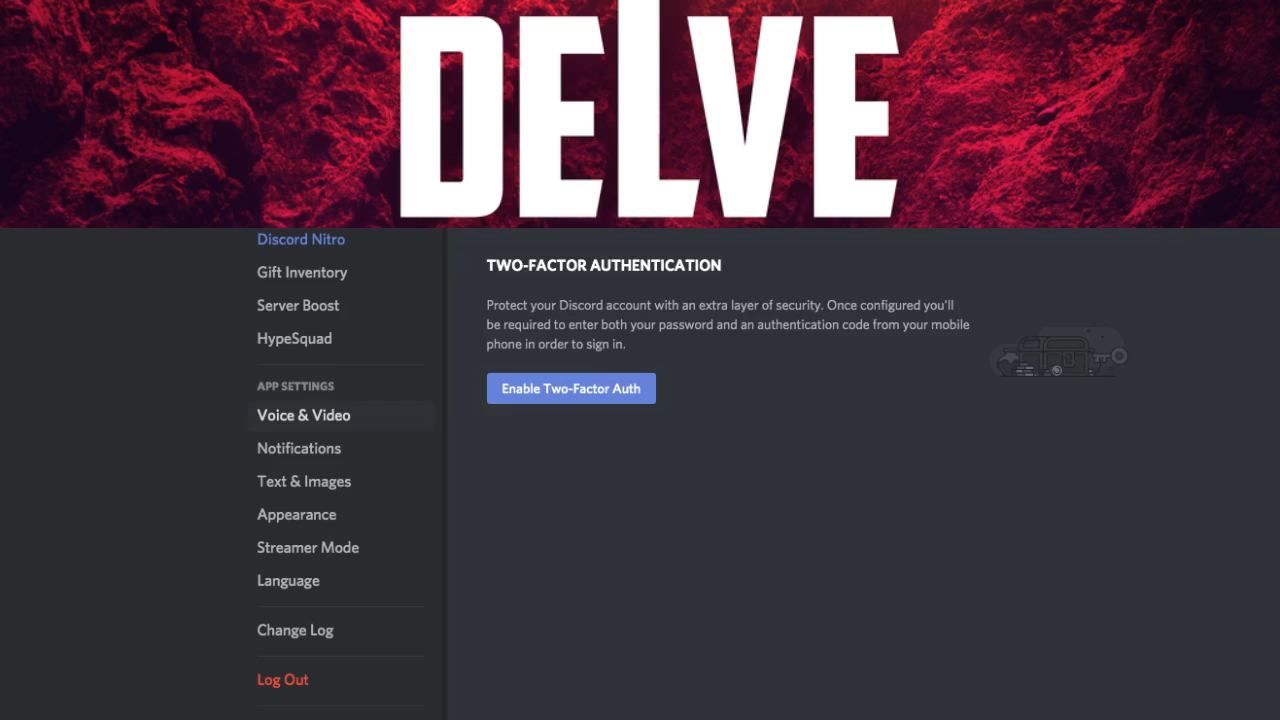 DELVE
Discord Nitro
Gift Inventory
Server Boost
HypeSquad
APP SETTINGS
Voice & Video
Notifications
Text & Images
Appearance
Streamer Mode
Language
Change Log
Log Out
TWO-FACTOR AUTHENTICATION
Protect your Discord account with an extra layer of security. Once configured you'll
be required to enter both your password and an authentication code from your mobile
phone in order to sign in.
Enable Two-Factor Auth